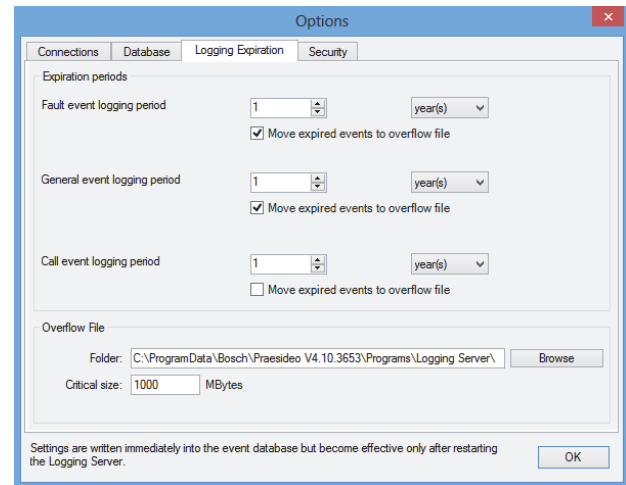 Options
Connections Database Logging Expiration Security
Expiration periods
Fault event logging period 1 year(s)
Move expired events to overflow file
General event logging period 1 year(s)
Move expired events to overflow file
Call event logging period 1 year(s)
Move expired events to overflow file
Overflow File
Folder: C:\ProgramData\Bosch\Praesideo V4.10.3653\Programs\Logging Server\ Browse
Critical size: 1000 MBytes
Settings are written immediately into the event database but become effective only after restarting
the Logging Server. OK